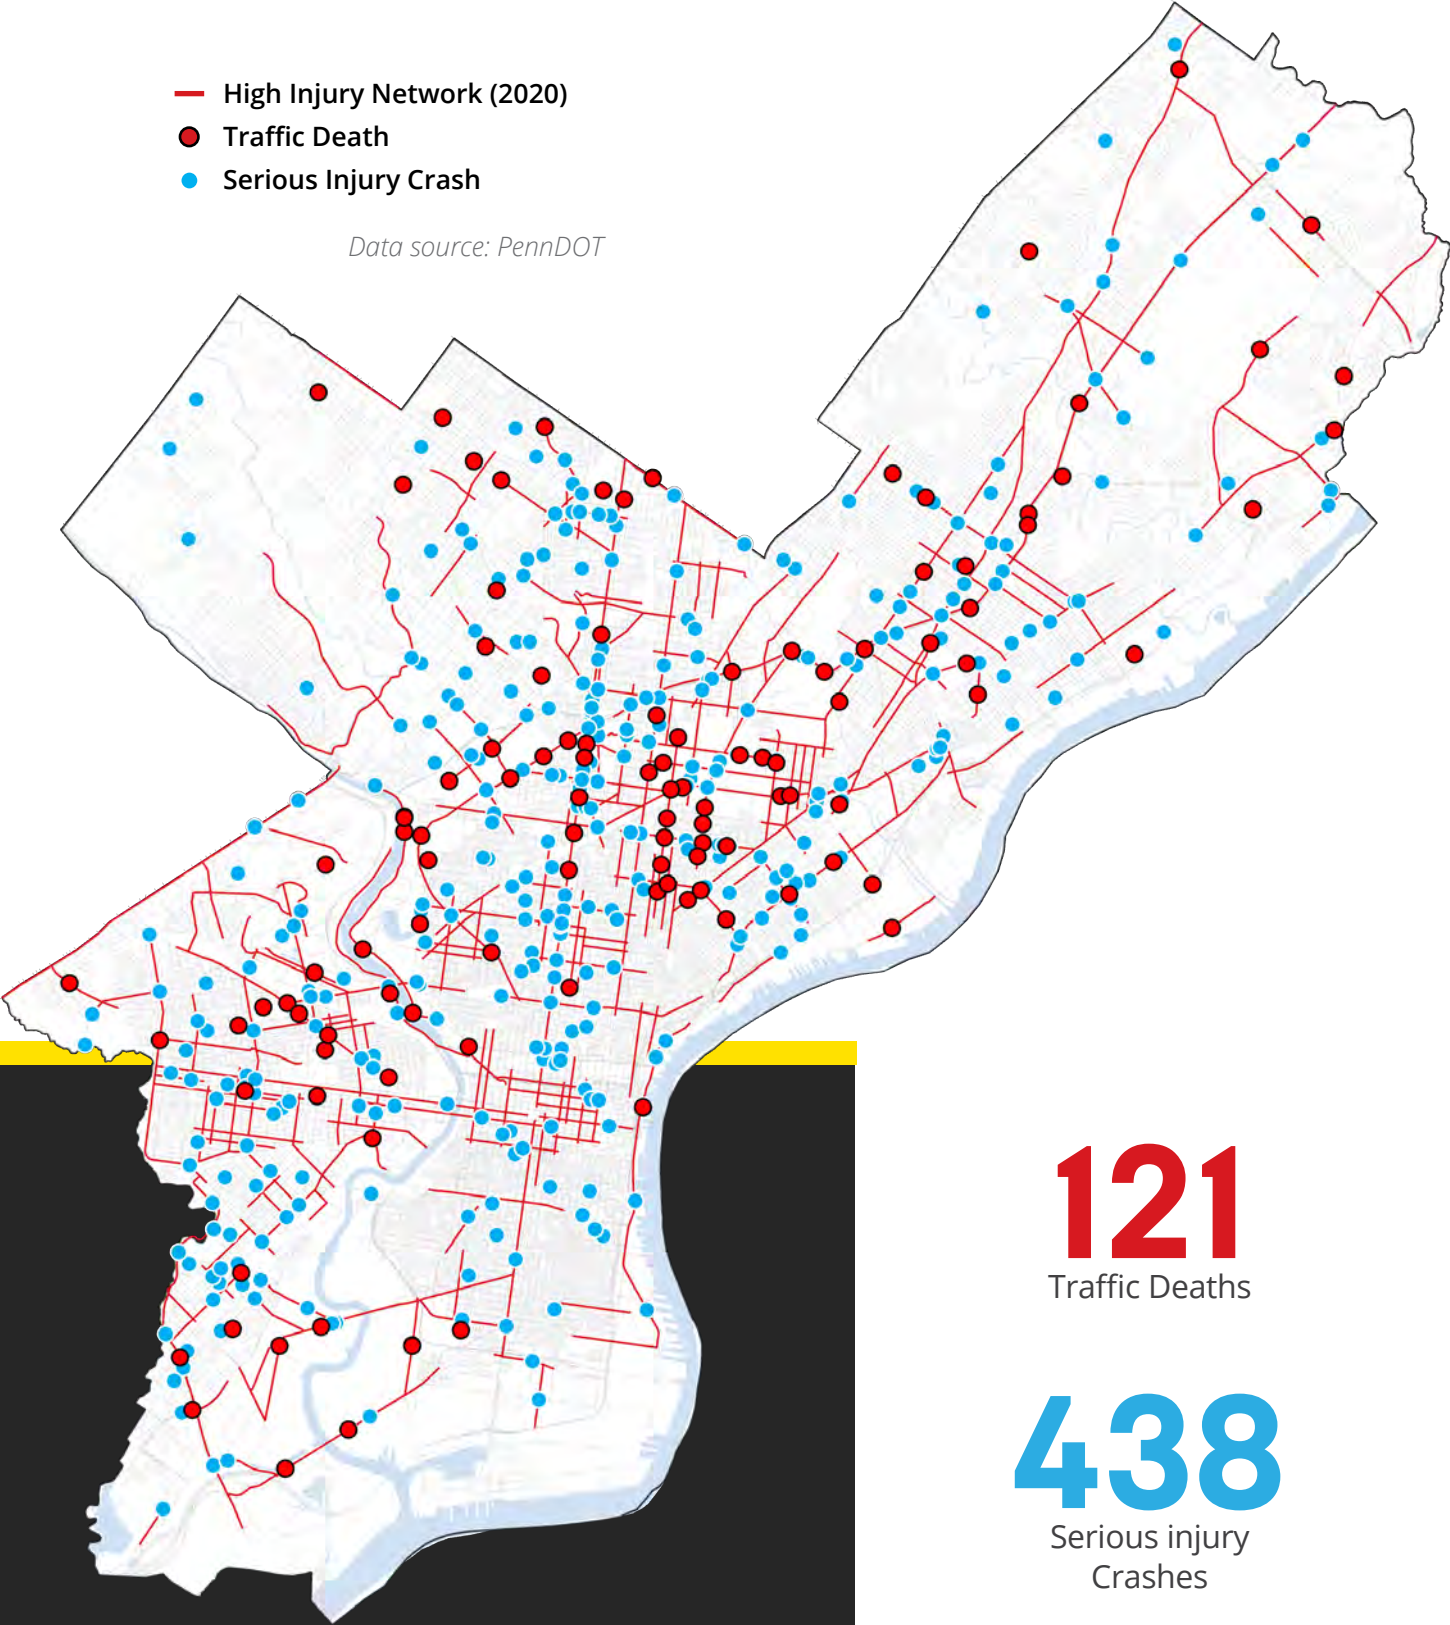 High Injury Network (2020)
Traffic Death
Serious Injury Crash
Data source: PennDOT
121
Traffic Deaths
438
Serious injury
Crashes